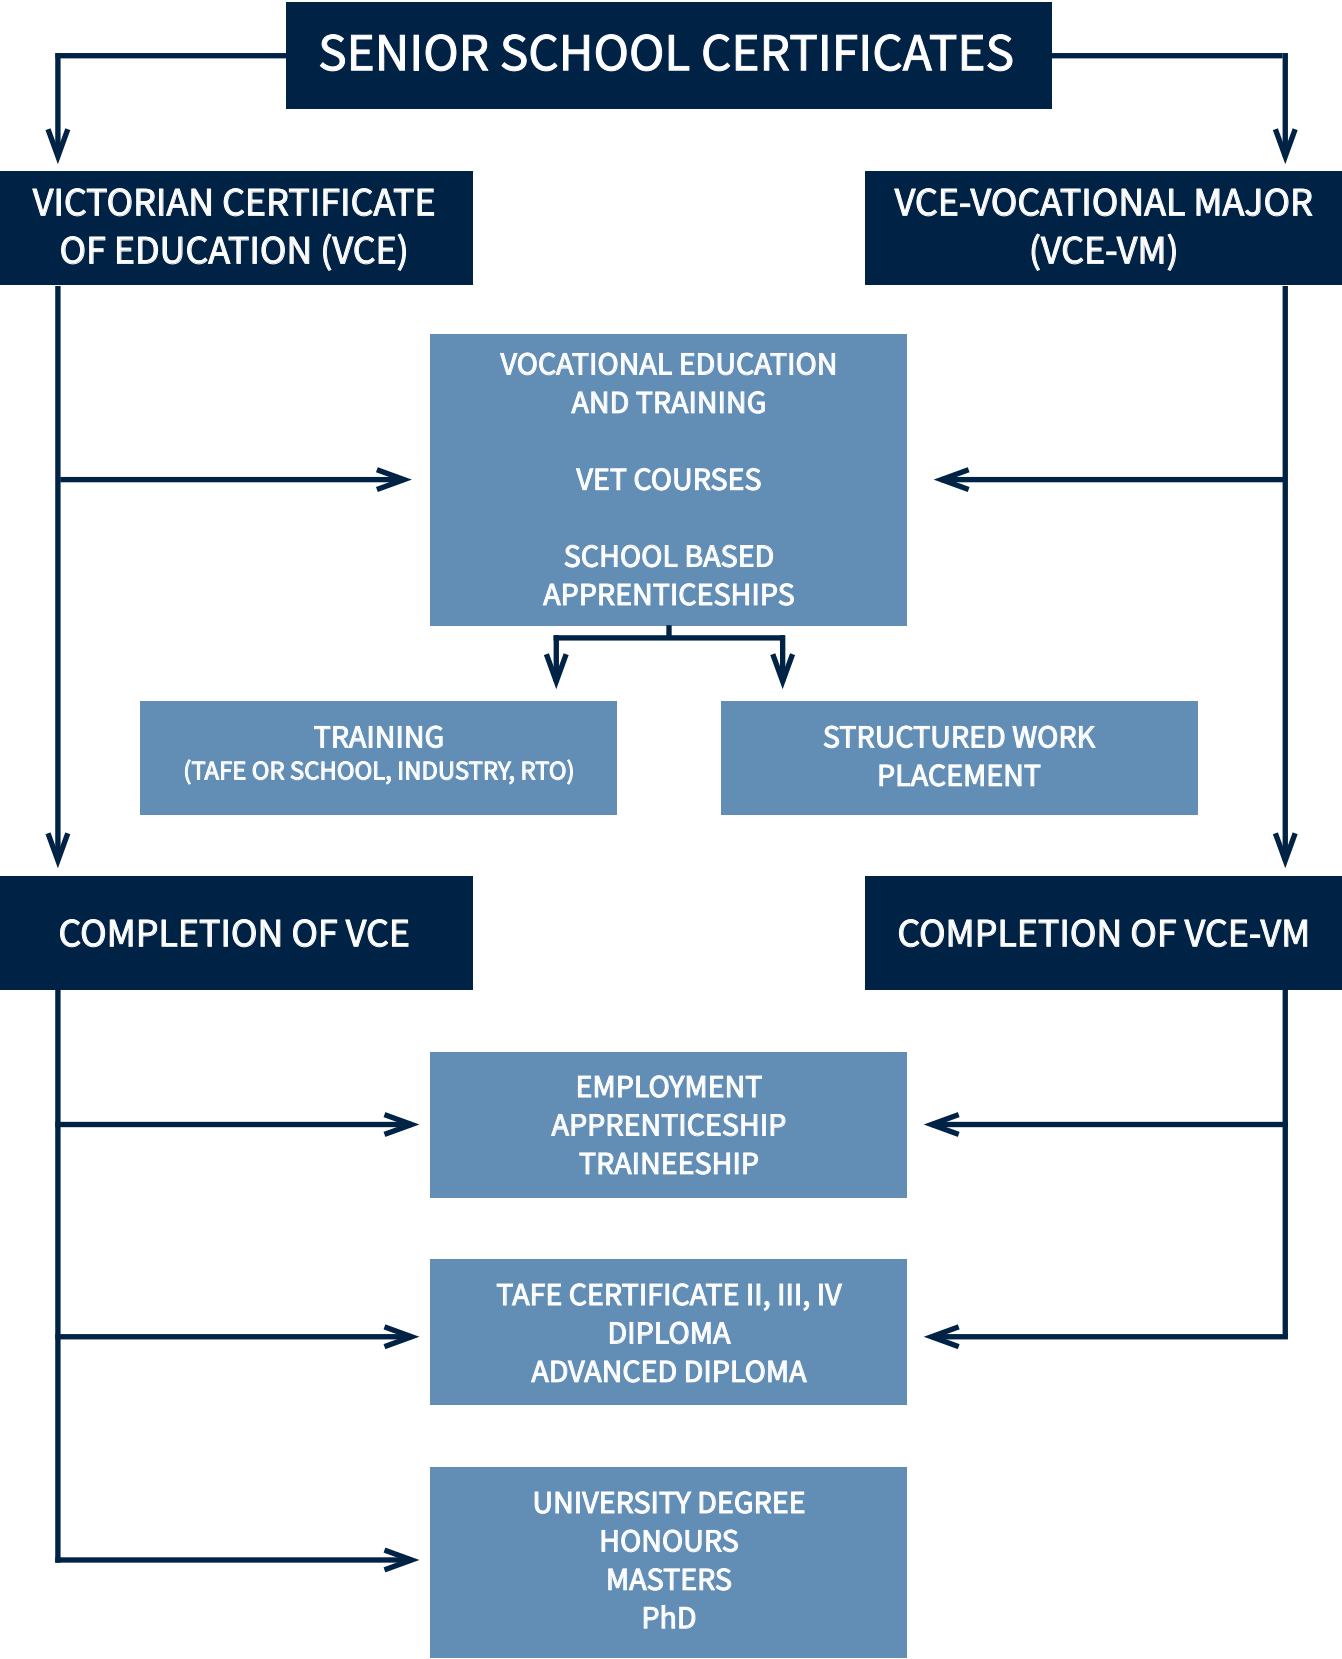 SENIOR SCHOOL CERTIFICATES
VICTORIAN CERTIFICATE
OF EDUCATION (VCE)
VCE-VOCATIONAL MAJOR
(VCE-VM)
VOCATIONAL EDUCATION
AND TRAINING
VET COURSES
SCHOOL BASED
APPRENTICESHIPS
TRAINING
(TAFE OR SCHOOL, INDUSTRY, RTO)
STRUCTURED WORK
PLACEMENT
COMPLETION OF VCE
COMPLETION OF VCE-VM
EMPLOYMENT
APPRENTICESHIP
TRAINEESHIP
TAFE CERTIFICATE II, III, IV
DIPLOMA
ADVANCED DIPLOMA
UNIVERSITY DEGREE
HONOURS
MASTERS
PhD